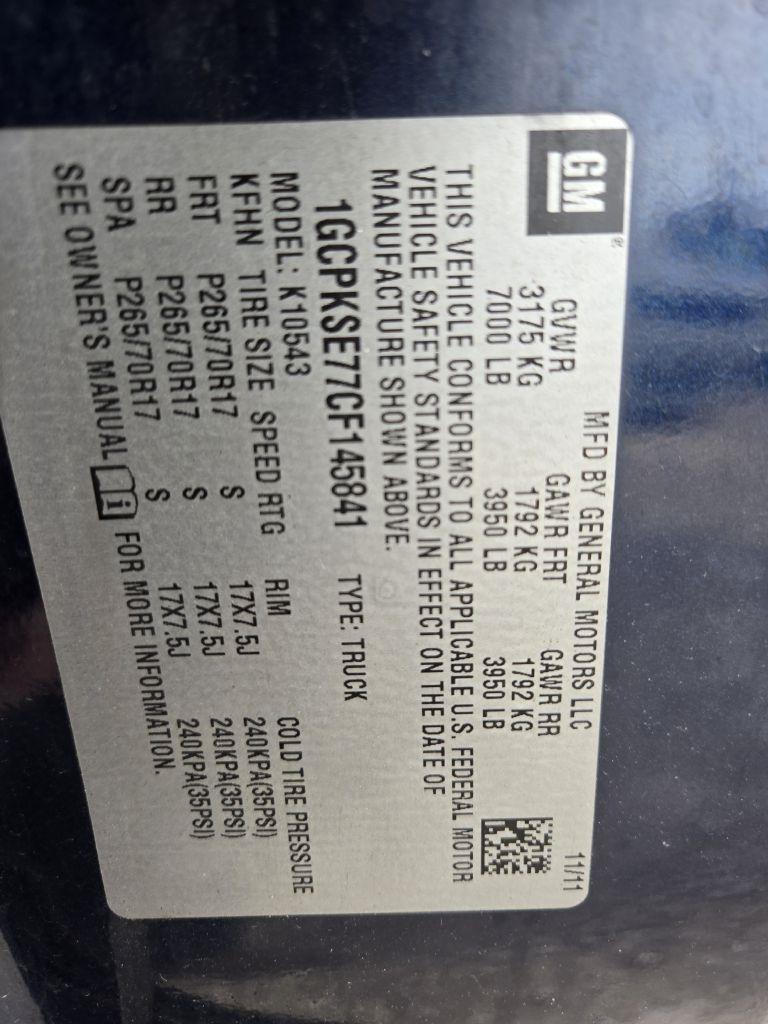 GM
MFD BY GENERAL MOTORS LLC 11/11
GVWR GAWR FRT GAWR RR
3175 KG 1792 KG 1792 KG
7000 LB 3950 LB 3950 LB
THIS VEHICLE CONFORMS TO ALL APPLICABLE U.S. FEDERAL MOTOR
VEHICLE SAFETY STANDARDS IN EFFECT ON THE DATE OF
MANUFACTURE SHOWN ABOVE.
1GCPKSE77CF145841 TYPE: TRUCK
MODEL: K10543
KFHN TIRE SIZE SPEED RTG RIM COLD TIRE PRESSURE
FRT P265/70R17 S 17X7.5J 240KPA(35PSI)
RR P265/70R17 S 17X7.5J 240KPA(35PSI)
SPA P265/70R17 S 17X7.5J 240KPA(35PSI)
SEE OWNER'S MANUAL FOR MORE INFORMATION.